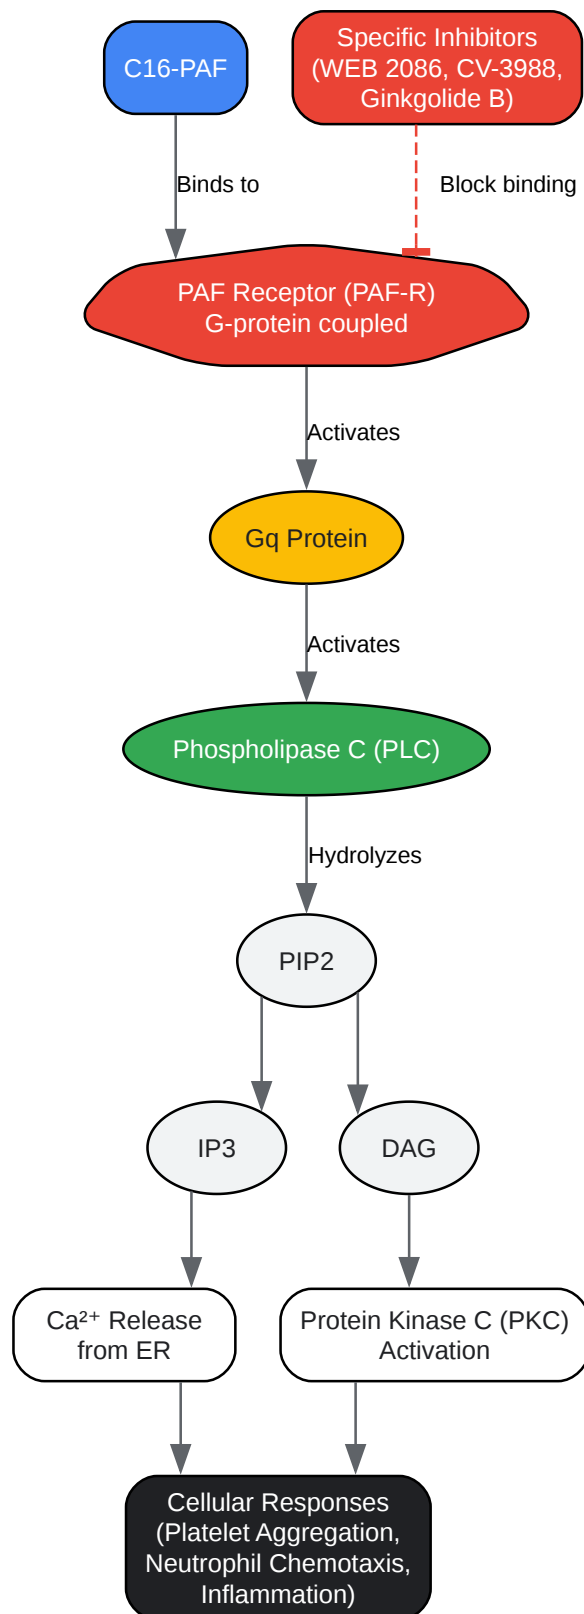 C16-PAF
Specific Inhibitors
(WEB 2086, CV-3988,
Ginkgolide B)
Binds to
Block binding
PAF Receptor (PAF-R)
G-protein coupled
Activates
Gq Protein
Activates
Phospholipase C (PLC)
Hydrolyzes
PIP2
IP3
DAG
Ca²⁺ Release
from ER
Protein Kinase C (PKC)
Activation
Cellular Responses
(Platelet Aggregation,
Neutrophil Chemotaxis,
Inflammation)